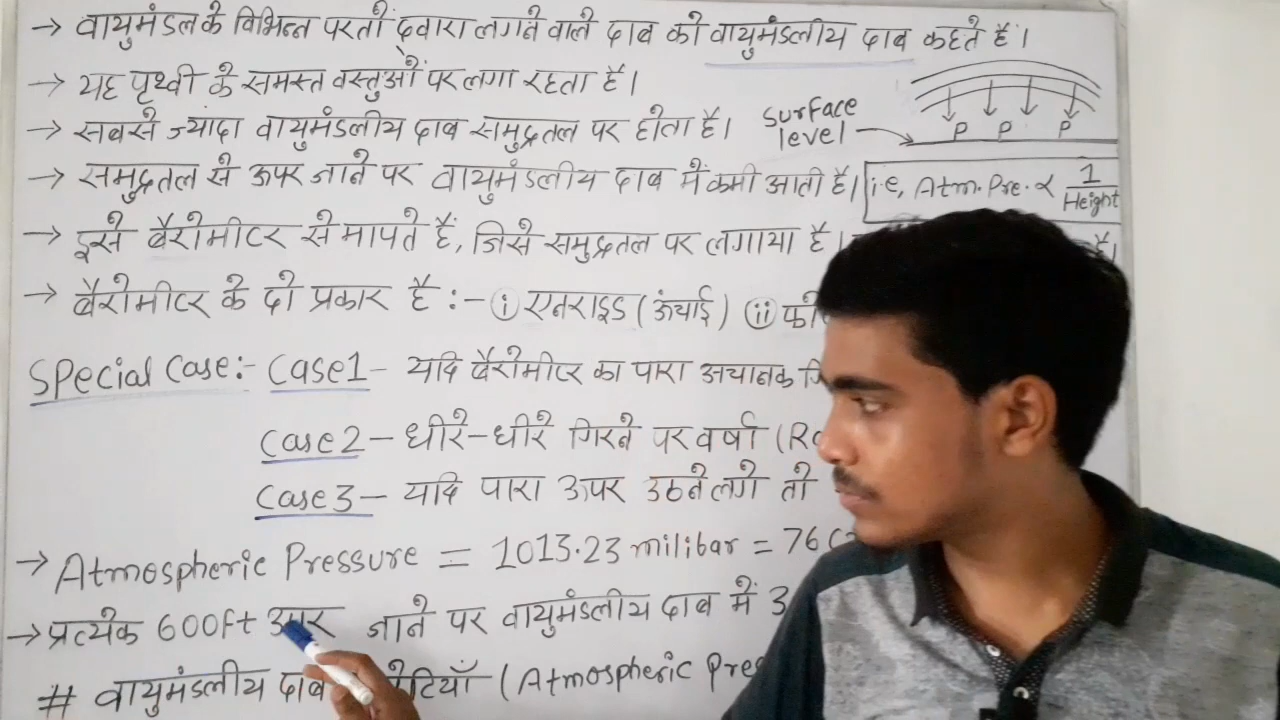 → वायुमंडल के विभिन्न परतों द्वारा लगने वाले दाब को वायुमंडलीय दाब कहते हैं।
→ यह पृथ्वी के समस्त वस्तुओं पर लगा रहता है।
→ सबसे ज्यादा वायुमंडलीय दाब समुद्रतल पर होता है।
surface level →
P P P
→ समुद्रतल से ऊपर जाने पर वायुमंडलीय दाब में कमी आती है। i.e, Atm. Pre. ∝ 1/Height
→ इसे बैरोमीटर से मापते हैं, जिसे समुद्रतल पर लगाया है। है।
→ बैरोमीटर के दो प्रकार है :- (i) एनराइड (ऊंचाई) (ii)
Special Case:- Case1 - यदि बैरोमीटर का पारा अचानक
Case2 - धीरे-धीरे गिरने पर वर्षा
Case3 - यदि पारा ऊपर उठने लगे तो
→ Atmospheric Pressure = 1013.23 milibar = 76
→ प्रत्येक 600Ft ऊपर जाने पर वायुमंडलीय दाब में
# वायुमंडलीय दाब (Atmospheric